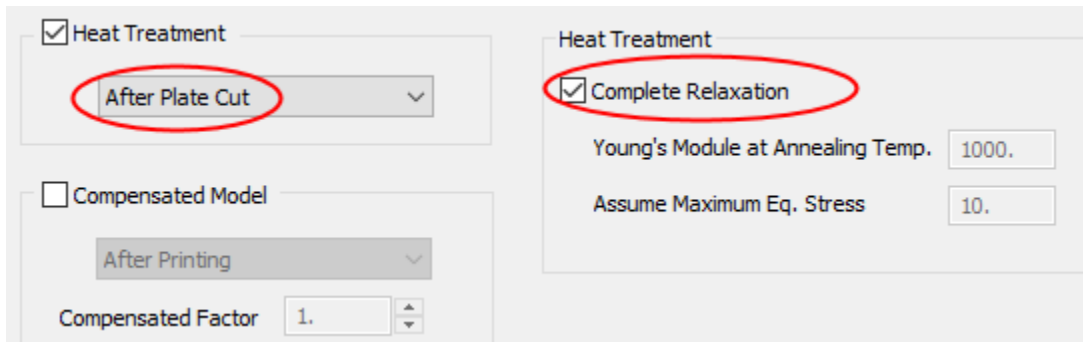 Heat Treatment
After Plate Cut
Compensated Model
After Printing
Compensated Factor 1.
Heat Treatment
Complete Relaxation
Young's Module at Annealing Temp. 1000.
Assume Maximum Eq. Stress 10.